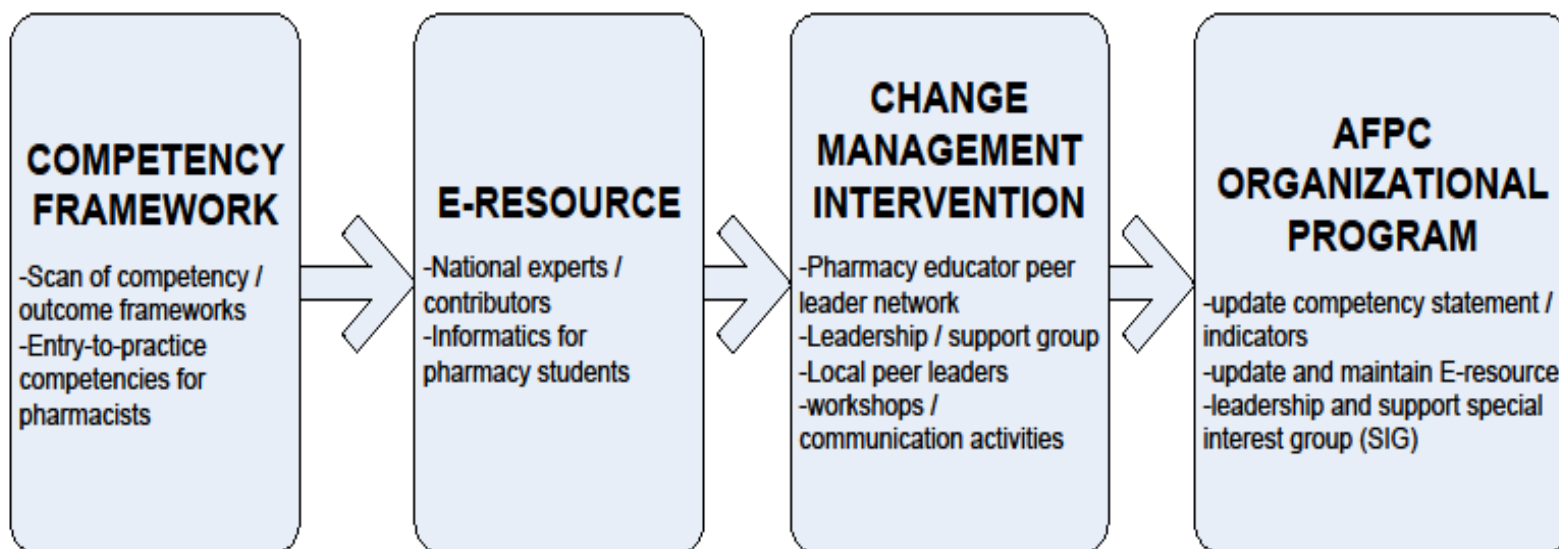 COMPETENCY
FRAMEWORK
-Scan of competency /
outcome frameworks
-Entry-to-practice
competencies for
pharmacists
E-RESOURCE
-National experts /
contributors
-Informatics for
pharmacy students
CHANGE
MANAGEMENT
INTERVENTION
-Pharmacy educator peer
leader network
-Leadership / support group
-Local peer leaders
-workshops /
communication activities
AFPC
ORGANIZATIONAL
PROGRAM
-update competency statement /
indicators
-update and maintain E-resource
-leadership and support special
interest group (SIG)